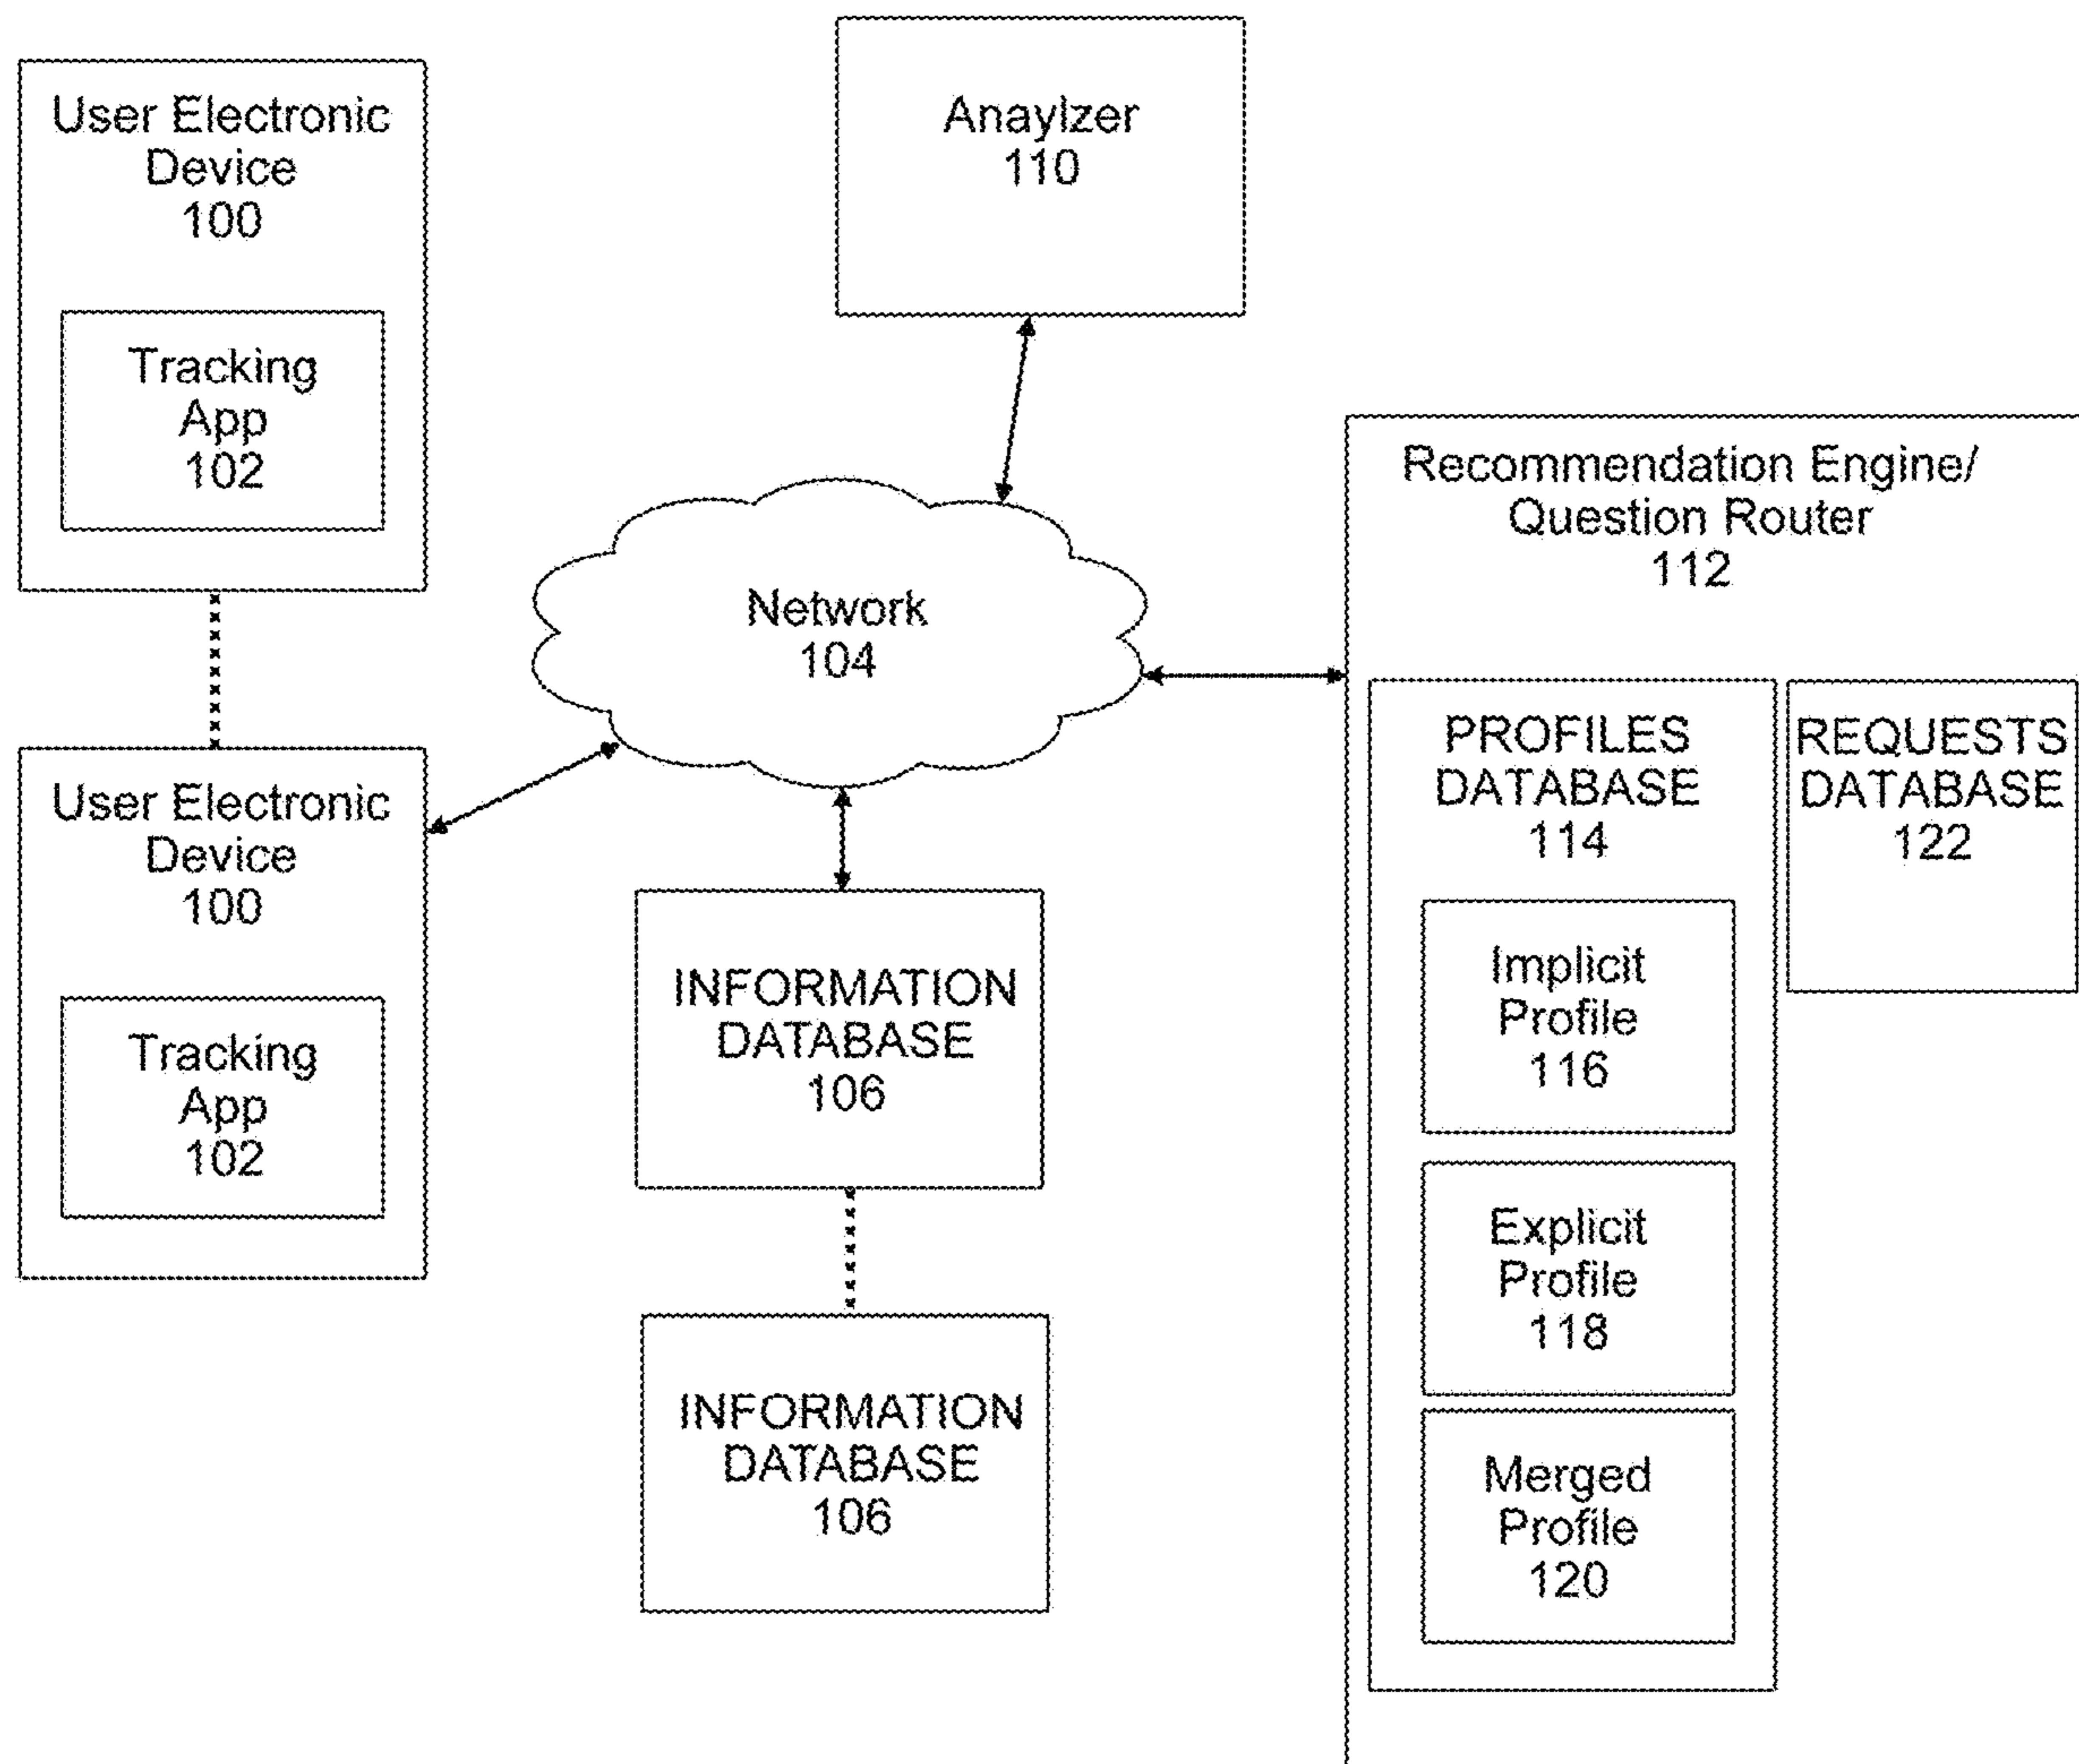 User Electronic
Device
100
Tracking
App
102
Anaylzer
110
Network
104
Recommendation Engine/
Question Router
112
PROFILES
DATABASE
114
Implicit
Profile
116
Explicit
Profile
118
Merged
Profile
120
REQUESTS
DATABASE
122
User Electronic
Device
100
Tracking
App
102
INFORMATION
DATABASE
106
INFORMATION
DATABASE
106